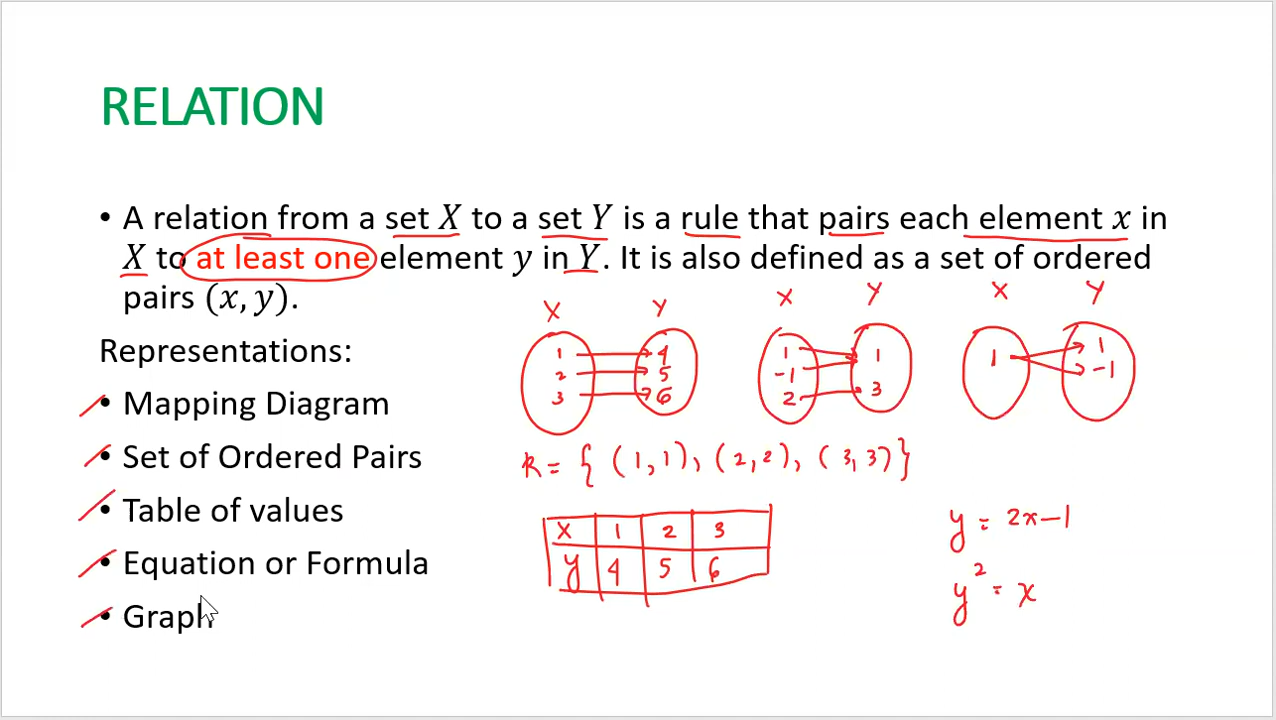 RELATION
• A relation from a set X to a set Y is a rule that pairs each element x in
X to at least one element y in Y. It is also defined as a set of ordered
pairs (x, y).
X Y X Y X Y
Representations:
1 4 1 1 1 1
2 5 -1 -1
3 6 2 3
• Mapping Diagram
• Set of Ordered Pairs
R = { (1,1), (2,2), (3,3)}
• Table of values
X 1 2 3
y 4 5 6
y = 2x-1
• Equation or Formula
y² = x
• Graph